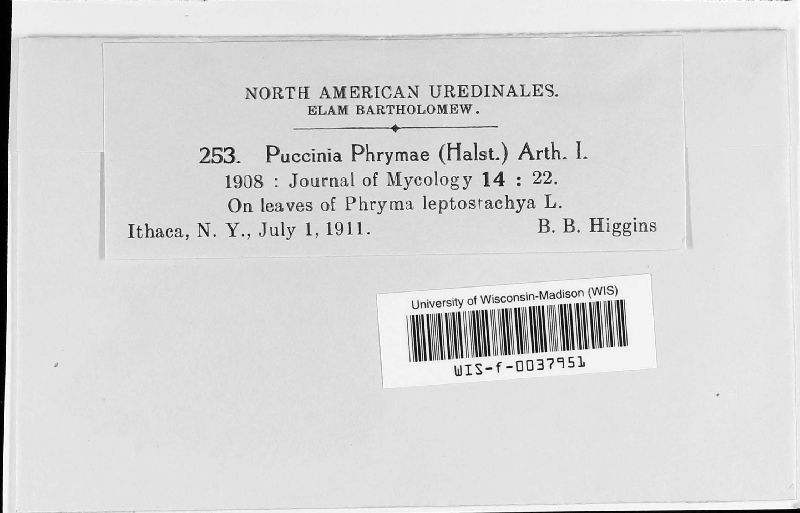 NORTH AMERICAN UREDINALES.
ELAM BARTHOLOMEW.
253. Puccinia Phrymae (Halst.) Arth. I.
1908 : Journal of Mycology 14 : 22.
On leaves of Phryma leptostachya L.
Ithaca, N. Y., July 1, 1911. B. B. Higgins
University of Wisconsin-Madison (WIS)
WIS-f-0037951